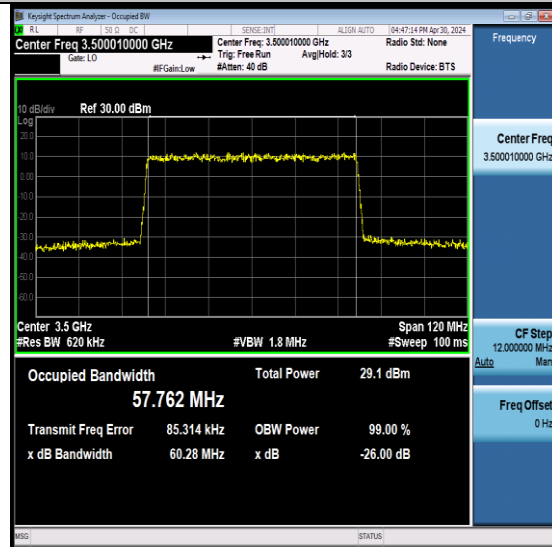 Keysight Spectrum Analyzer - Occupied BW
RL RF 50 Ω DC SENSE:INT ALIGN AUTO 04:47:14 PM Apr 30, 2024
Center Freq 3.500010000 GHz
Center Freq: 3.500010000 GHz
Radio Std: None
Gate: LO
Trig: Free Run Avg|Hold: 3/3
#IFGain:Low
#Atten: 40 dB
Radio Device: BTS
10 dB/div Ref 30.00 dBm
Log
20.0
10.0
0.00
-10.0
-20.0
-30.0
-40.0
-50.0
-60.0
Center 3.5 GHz Span 120 MHz
#Res BW 620 kHz #VBW 1.8 MHz #Sweep 100 ms
Occupied Bandwidth Total Power 29.1 dBm
57.762 MHz
Transmit Freq Error 85.314 kHz OBW Power 99.00 %
x dB Bandwidth 60.28 MHz x dB -26.00 dB
MSG STATUS
Frequency
Center Freq
3.500010000 GHz
CF Step
12.000000 MHz
Auto Man
Freq Offset
0 Hz